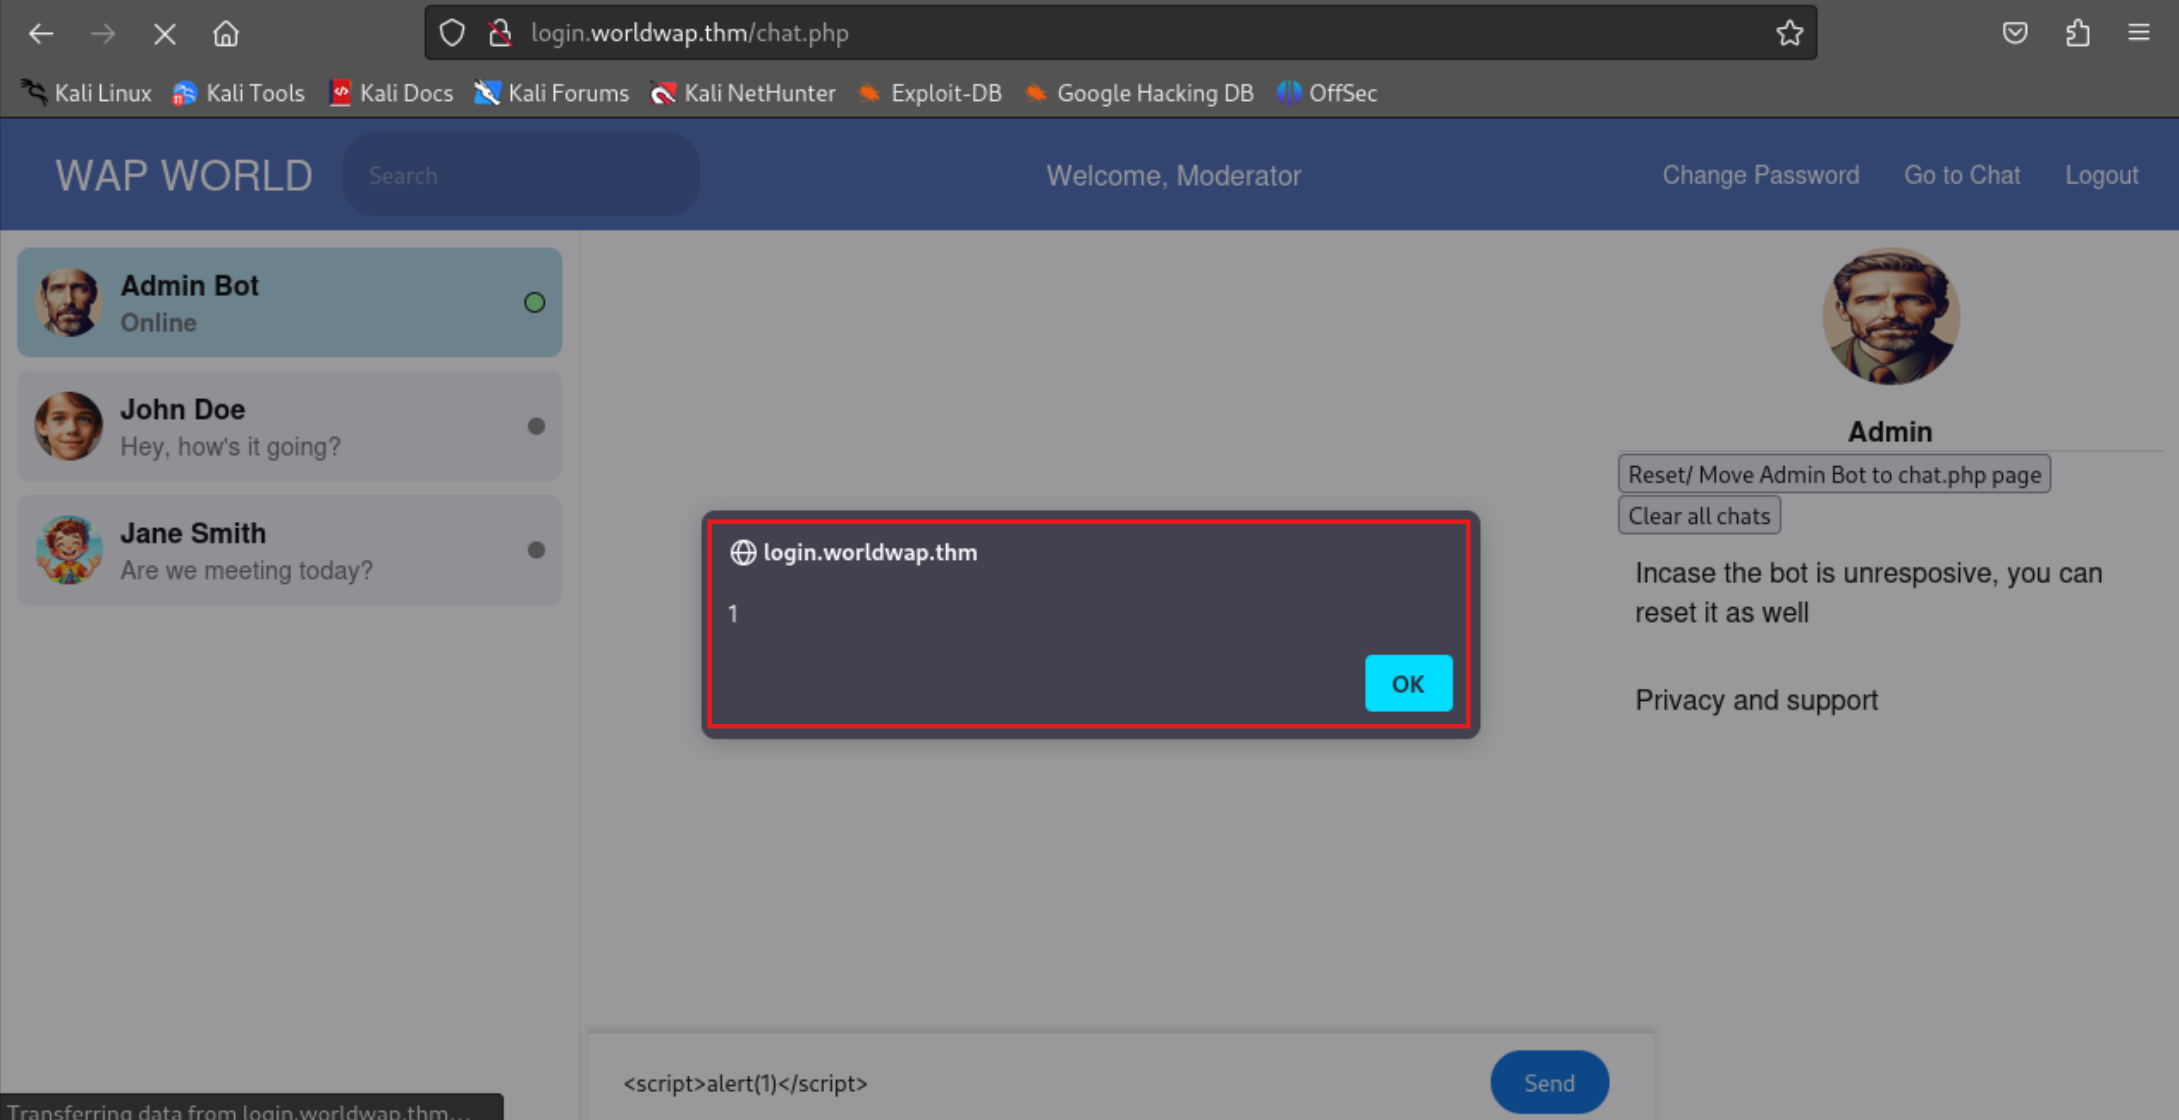 login.worldwap.thm/chat.php
Kali Linux Kali Tools Kali Docs Kali Forums Kali NetHunter Exploit-DB Google Hacking DB OffSec
WAP WORLD Search Welcome, Moderator Change Password Go to Chat Logout
Admin Bot
Online
John Doe
Hey, how's it going?
Jane Smith
Are we meeting today?
login.worldwap.thm
1
OK
Admin
Reset/ Move Admin Bot to chat.php page
Clear all chats
Incase the bot is unresposive, you can
reset it as well
Privacy and support
<script>alert(1)</script>
Send
Transferring data from login.worldwap.thm...